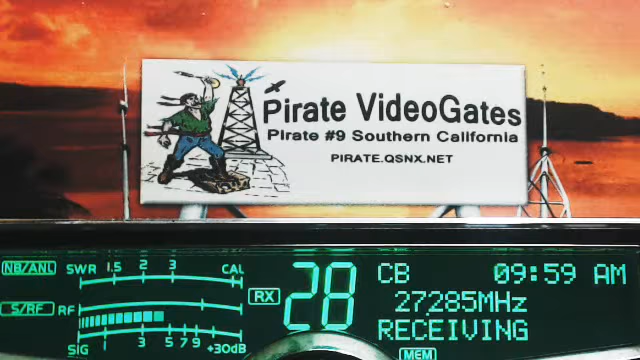 Pirate VideoGates
Pirate #9 Southern California
PIRATE.QSNX.NET
NB/ANL SWR 1.5 2 3 CAL
CB 09:59 AM
S/RF RF RX 28 27285MHz
SIG 1 3 5 7 9 +30dB
RECEIVING
MEM